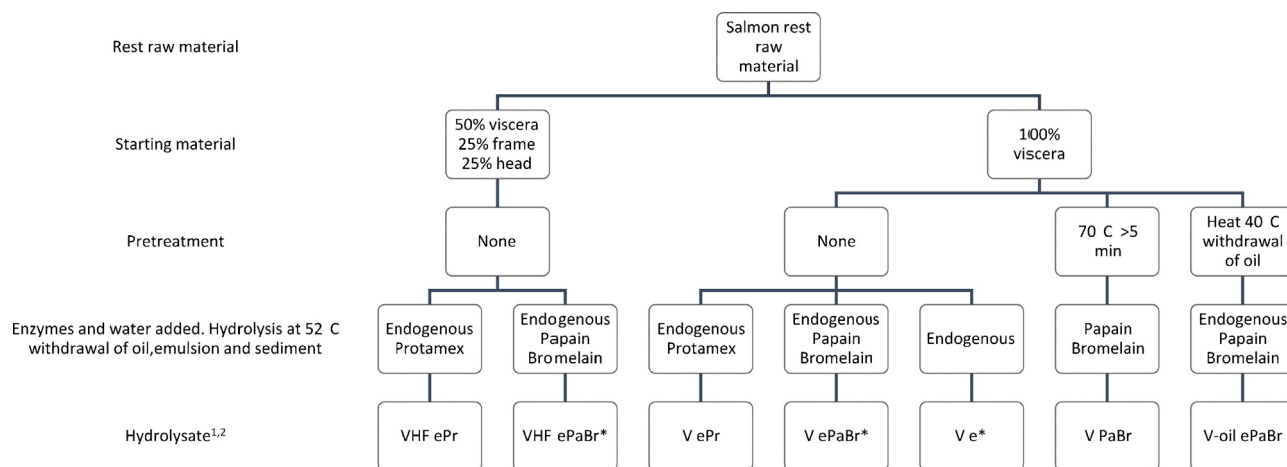 Rest raw material
Salmon rest
raw
material
Starting material
50% viscera
25% frame
25% head
100%
viscera
Pretreatment
None
None
70 C >5
min
Heat 40 C
withdrawal
of oil
Enzymes and water added. Hydrolysis at 52 C
withdrawal of oil,emulsion and sediment
Endogenous
Protamex
Endogenous
Papain
Bromelain
Endogenous
Protamex
Endogenous
Papain
Bromelain
Endogenous
Papain
Bromelain
Endogenous
Papain
Bromelain
Hydrolysate1,2
VHF ePr
VHF ePaBr*
V ePr
V ePaBr*
V e*
V PaBr
V-oil ePaBr